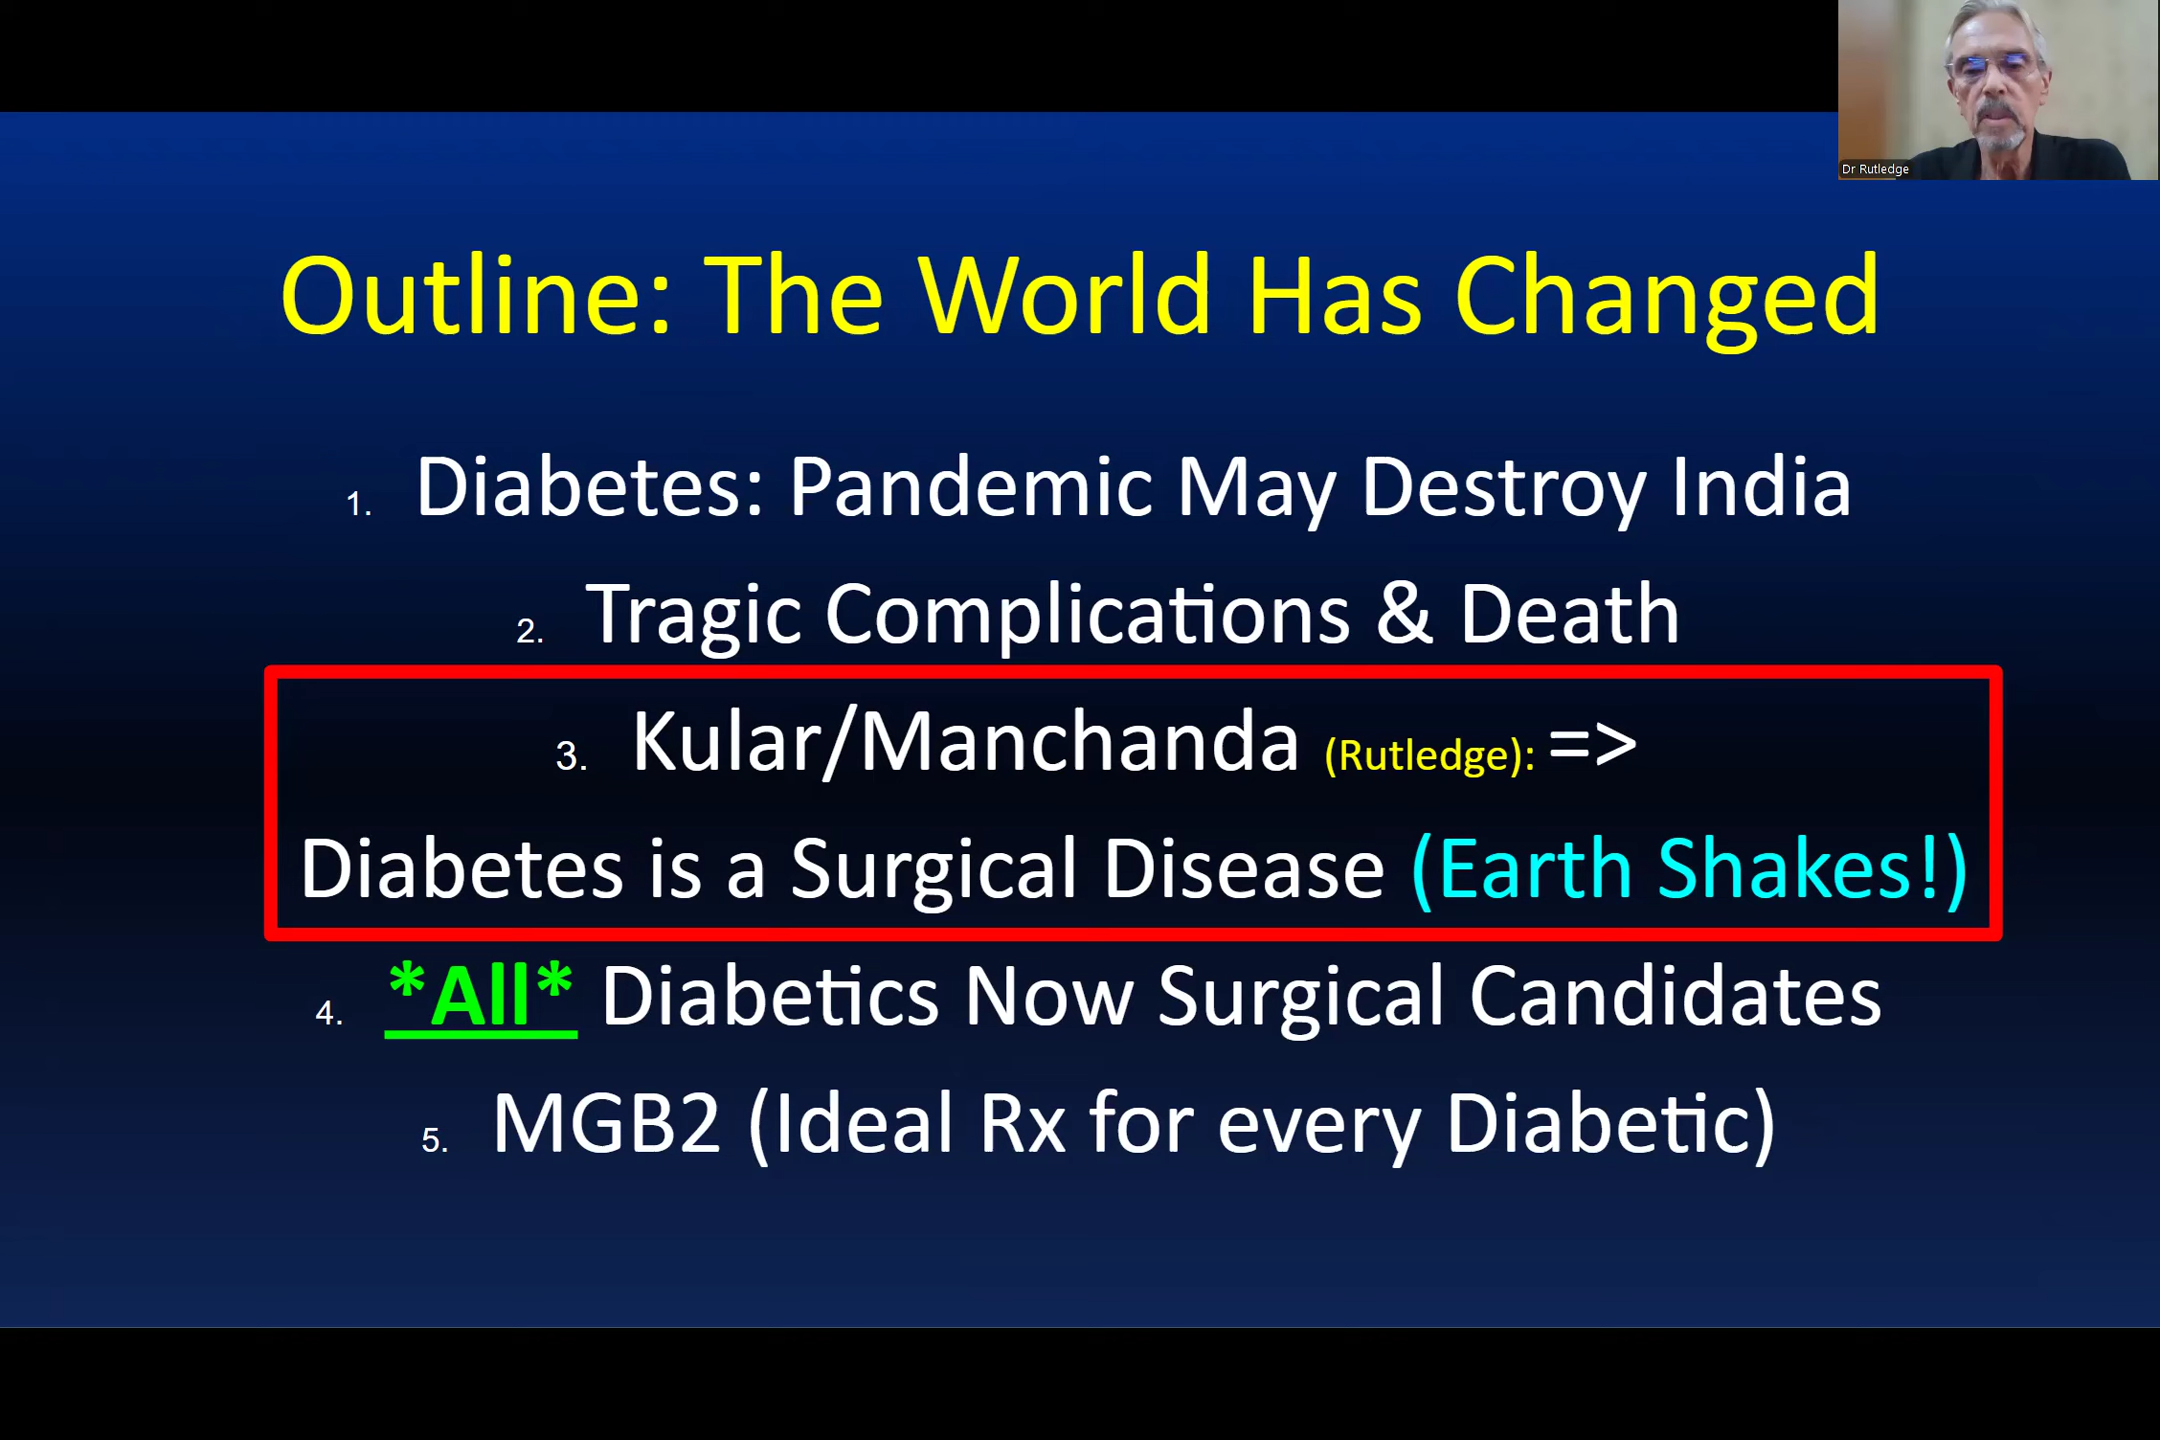 Dr Rutledge
Outline: The World Has Changed
1. Diabetes: Pandemic May Destroy India
2. Tragic Complications & Death
3. Kular/Manchanda (Rutledge): =>
Diabetes is a Surgical Disease (Earth Shakes!)
4. *All* Diabetics Now Surgical Candidates
5. MGB2 (Ideal Rx for every Diabetic)